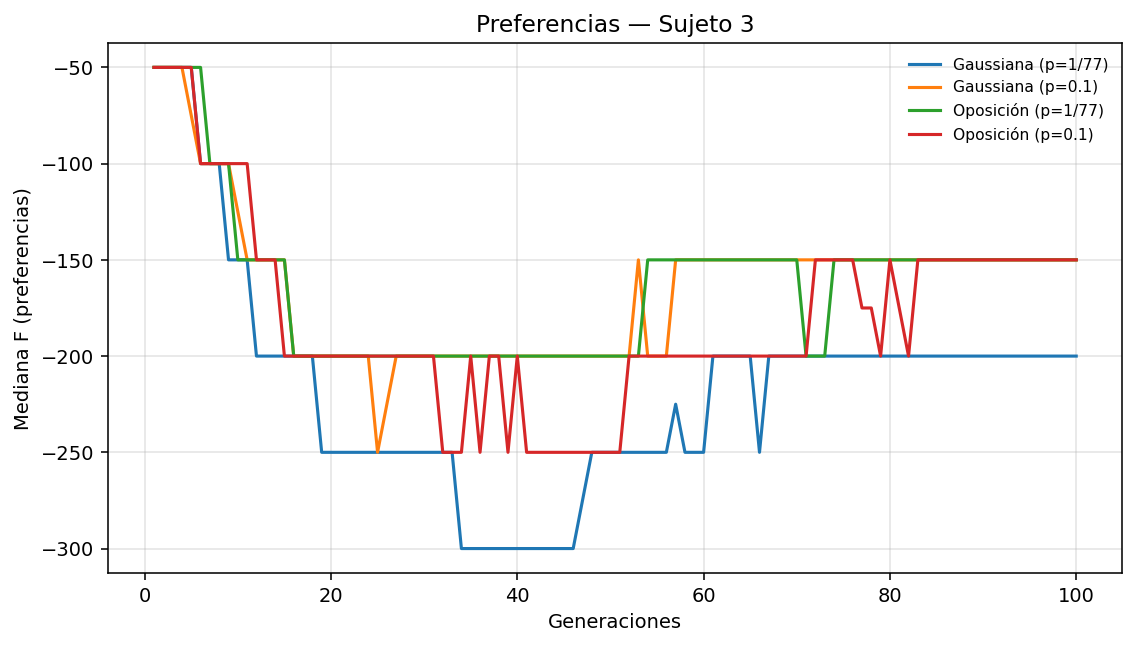 Preferencias — Sujeto 3
Gaussiana (p=1/77)
Gaussiana (p=0.1)
Oposición (p=1/77)
Oposición (p=0.1)
Mediana F (preferencias)
−50
−100
−150
−200
−250
−300
0 20 40 60 80 100
Generaciones